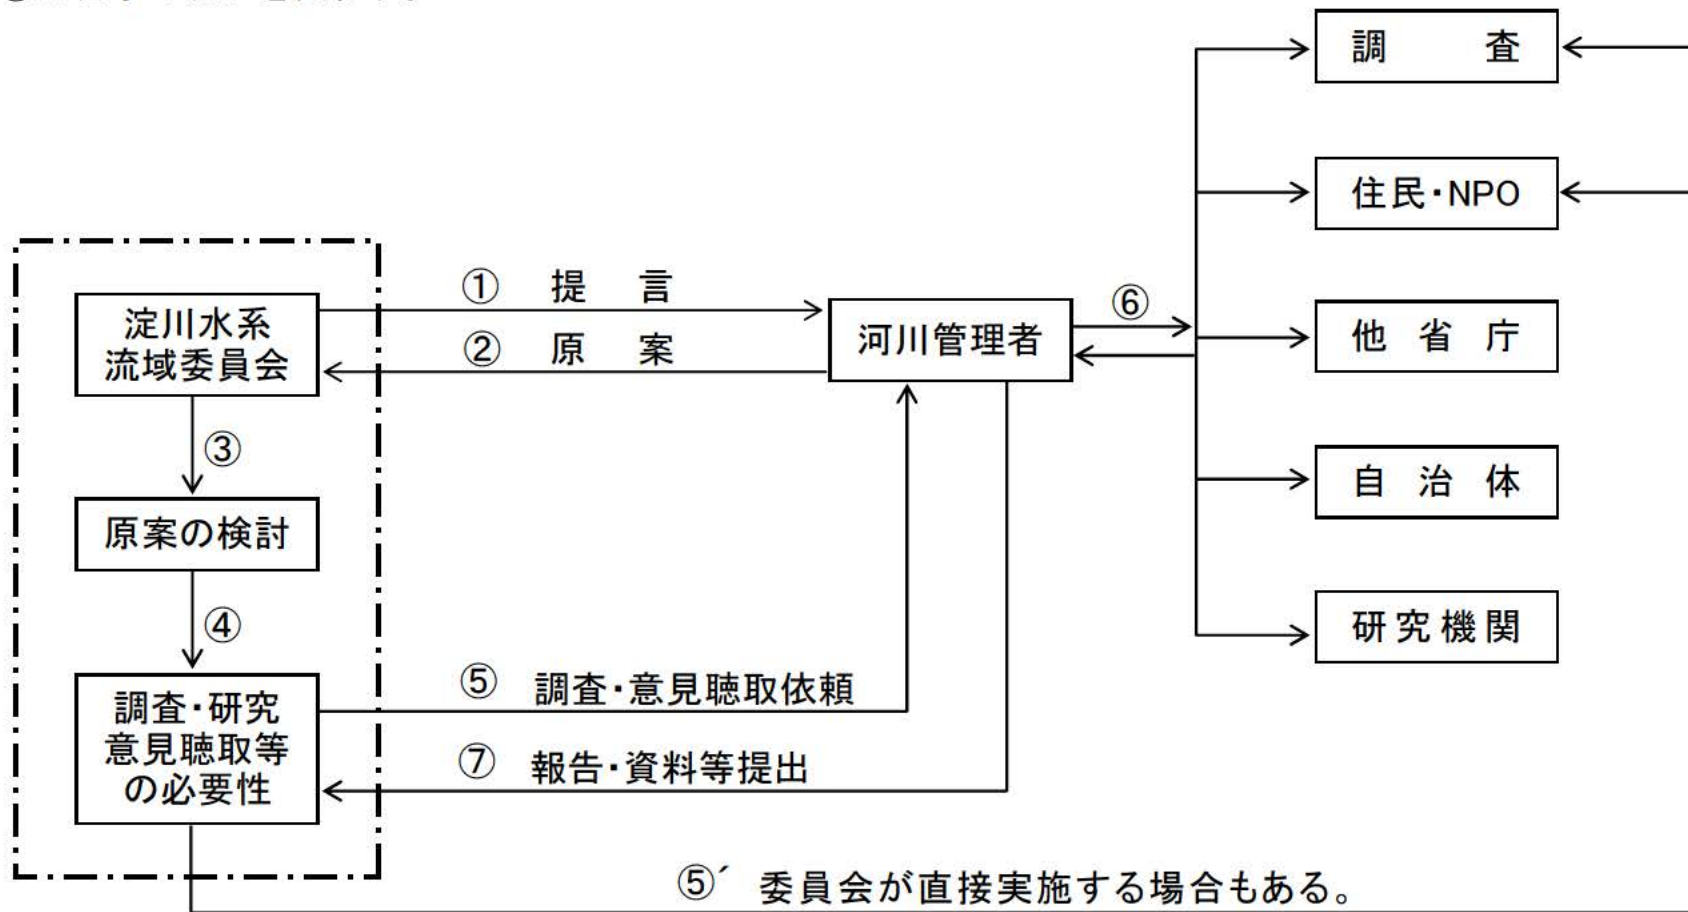 調査
住民・NPO
淀川水系
流域委員会
① 提言
② 原案
河川管理者
⑥
他省庁
③
原案の検討
自治体
④
研究機関
調査・研究
意見聴取等
の必要性
⑤ 調査・意見聴取依頼
⑦ 報告・資料等提出
⑤´ 委員会が直接実施する場合もある。